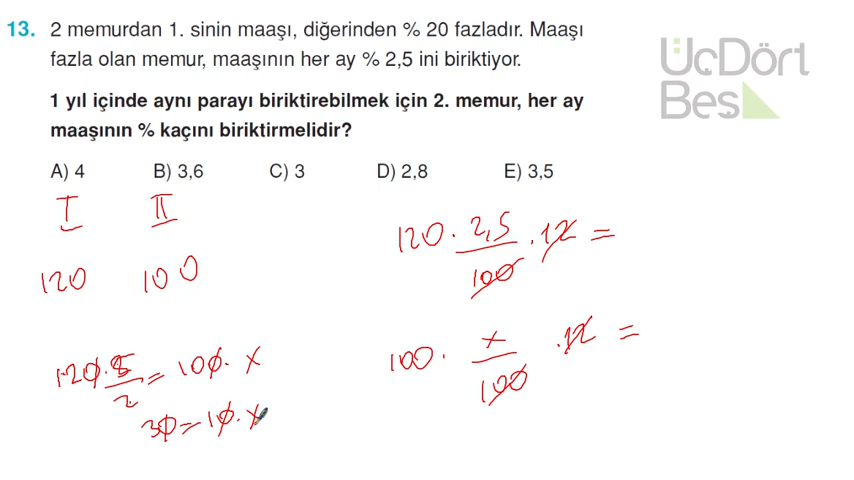 13. 2 memurdan 1. sinin maaşı, diğerinden % 20 fazladır. Maaşı
fazla olan memur, maaşının her ay % 2,5 ini biriktiyor.
1 yıl içinde aynı parayı biriktirebilmek için 2. memur, her ay
maaşının % kaçını biriktirmelidir?
A) 4 B) 3,6 C) 3 D) 2,8 E) 3,5
ÜçDört
Beş
I II
120 100
120 . 2,5/100 . 12 =
100 . x/100 . 12 =
120 . 5/2 = 100 . x
30 = 10 . x